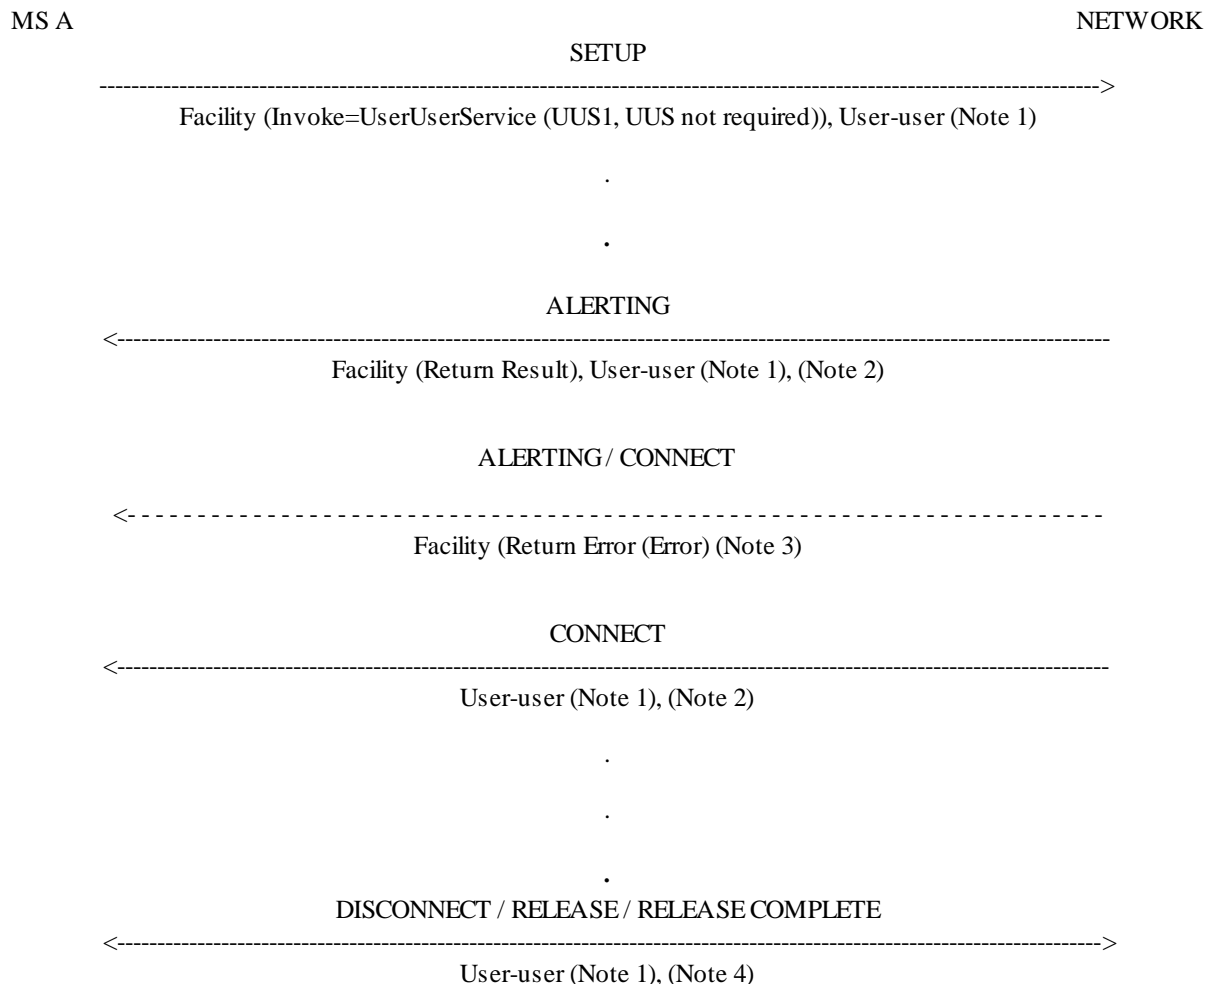 MS A NETWORK
SETUP
------------------------------------------------------------------------------------------------------------------------------>
Facility (Invoke=UserUserService (UUS1, UUS not required)), User-user (Note 1)
.
.
ALERTING
<-----------------------------------------------------------------------------------------------------------------------------
Facility (Return Result), User-user (Note 1), (Note 2)
ALERTING / CONNECT
<- - - - - - - - - - - - - - - - - - - - - - - - - - - - - - - - - - - - - - - - - - - - - - - - - - - - - - - - - - - - - - - - - - - - - -
Facility (Return Error (Error) (Note 3)
CONNECT
<-----------------------------------------------------------------------------------------------------------------------------
User-user (Note 1), (Note 2)
.
.
.
DISCONNECT / RELEASE / RELEASE COMPLETE
<---------------------------------------------------------------------------------------------------------------------------->
User-user (Note 1), (Note 4)